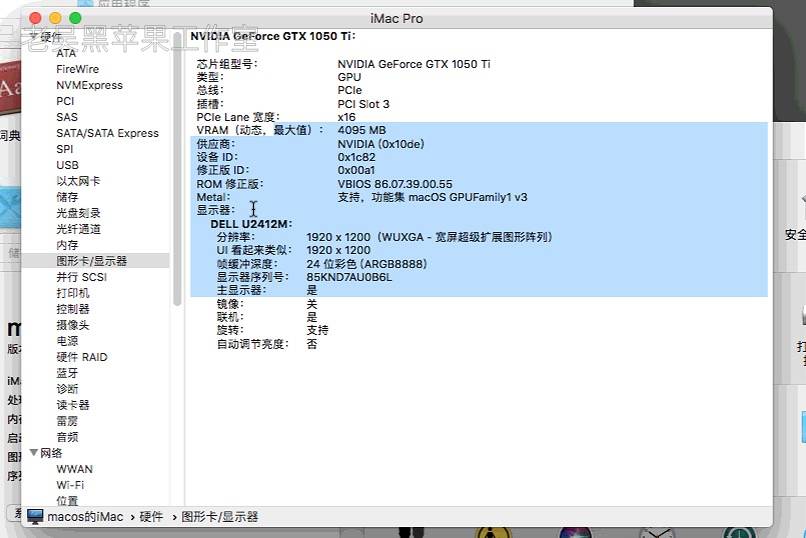 应用程序
iMac Pro
老吴黑苹果工作室
硬件
ATA
FireWire
NVMExpress
PCI
SAS
SATA/SATA Express
SPI
USB
以太网卡
储存
光盘刻录
光纤通道
内存
图形卡/显示器
并行 SCSI
打印机
控制器
摄像头
电源
硬件 RAID
蓝牙
诊断
读卡器
雷雳
音频
网络
WWAN
Wi-Fi
位置
NVIDIA GeForce GTX 1050 Ti：
芯片组型号： NVIDIA GeForce GTX 1050 Ti
类型： GPU
总线： PCIe
插槽： PCI Slot 3
PCIe Lane 宽度： x16
VRAM（动态，最大值）： 4095 MB
供应商： NVIDIA (0x10de)
设备 ID： 0x1c82
修正版 ID： 0x00a1
ROM 修正版： VBIOS 86.07.39.00.55
Metal： 支持，功能集 macOS GPUFamily1 v3
显示器：
DELL U2412M：
分辨率： 1920 x 1200（WUXGA - 宽屏超级扩展图形阵列）
UI 看起来类似： 1920 x 1200
帧缓冲深度： 24 位彩色 (ARGB8888)
显示器序列号： 85KND7AU0B6L
主显示器： 是
镜像： 关
联机： 是
旋转： 支持
自动调节亮度： 否
macos的iMac › 硬件 › 图形卡/显示器
词典
版本
iMa
内存
安全